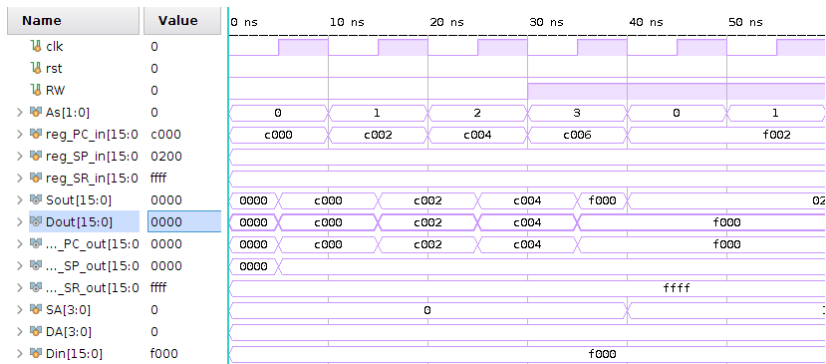 Name Value 0 ns 10 ns 20 ns 30 ns 40 ns 50 ns
clk 0
rst 0
RW 0
As[1:0] 0 0 1 2 3 0 1
reg_PC_in[15:0 c000 c000 c002 c004 c006 f002
reg_SP_in[15:0 0200
reg_SR_in[15:0 ffff
Sout[15:0] 0000 0000 c000 c002 c004 f000 02
Dout[15:0] 0000 0000 c000 c002 c004 f000
..._PC_out[15:0 0000 0000 c000 c002 c004 f000
..._SP_out[15:0 0000 0000
..._SR_out[15:0 ffff ffff
SA[3:0] 0 0
DA[3:0] 0
Din[15:0] f000 f000